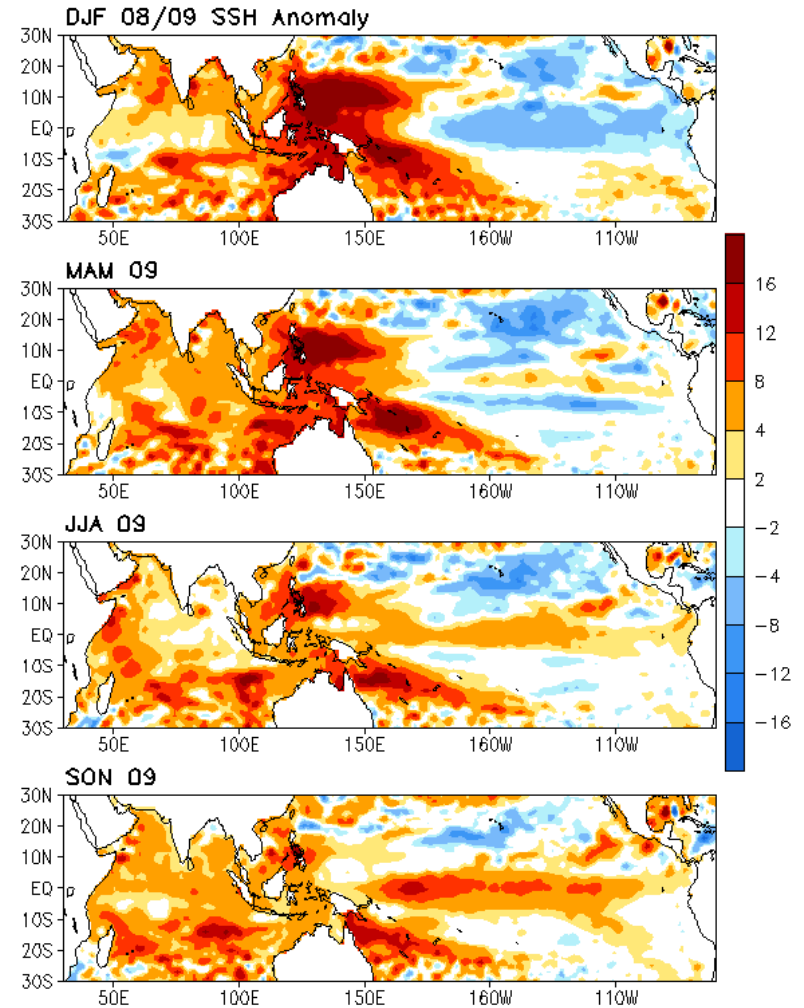 DJF 08/09 SSH Anomaly
30N
20N
10N
EQ
10S
20S
30S
50E 100E 150E 160W 110W
MAM 09
30N
20N
10N
EQ
10S
20S
30S
50E 100E 150E 160W 110W
JJA 09
30N
20N
10N
EQ
10S
20S
30S
50E 100E 150E 160W 110W
SON 09
30N
20N
10N
EQ
10S
20S
30S
50E 100E 150E 160W 110W
16
12
8
4
2
-2
-4
-8
-12
-16